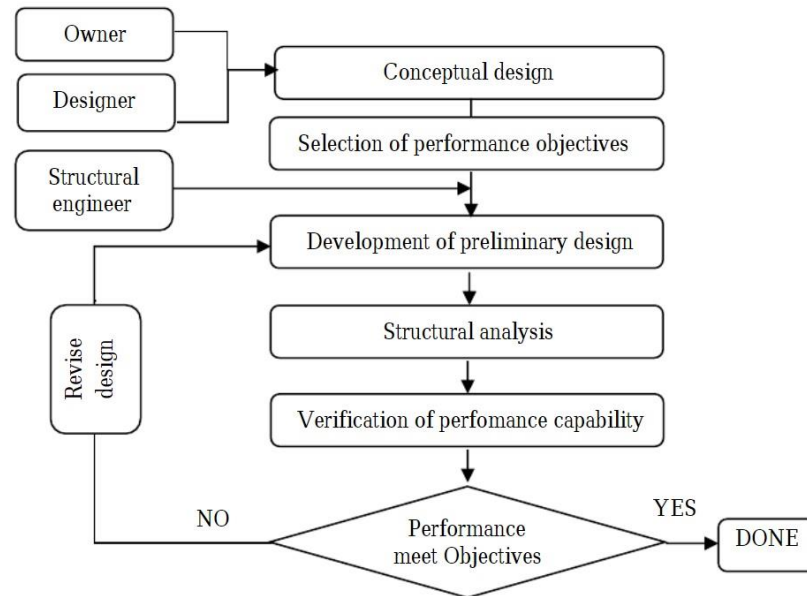 Owner
Designer
Conceptual design
Selection of performance objectives
Structural
engineer
Development of preliminary design
Structural analysis
Revise
design
Verification of perfomance capability
Performance
meet Objectives
NO
YES
DONE